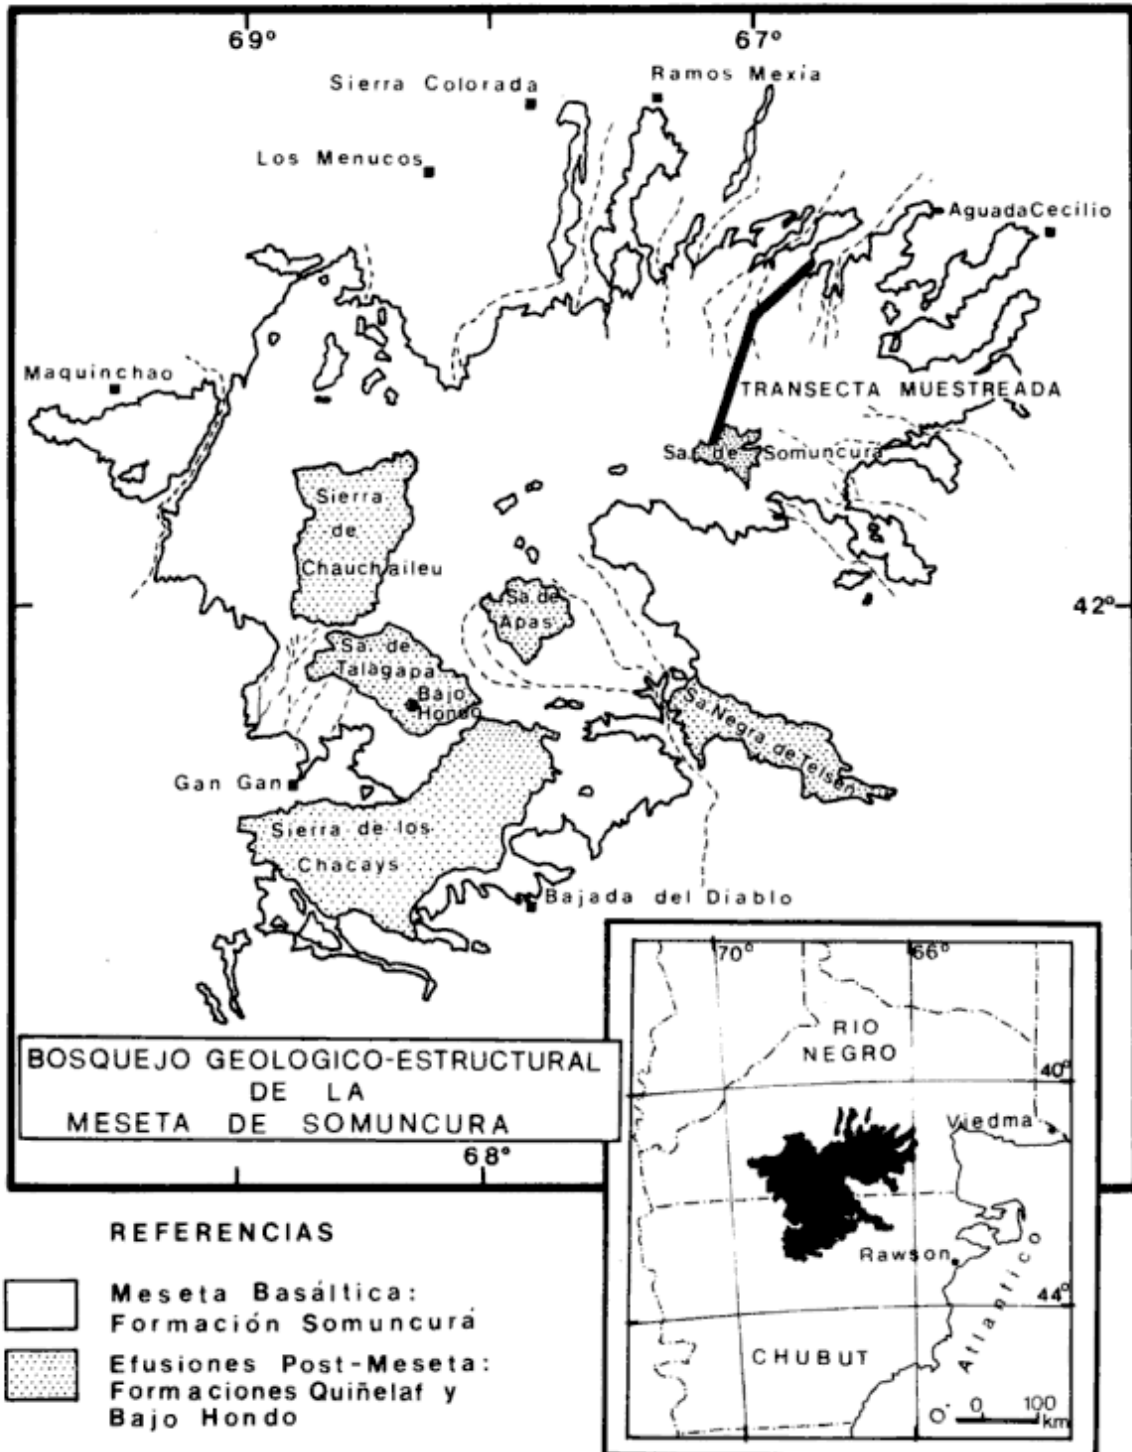 69°
67°
Sierra Colorada
Ramos Mexia
Los Menucos
Aguada Cecilio
Maquinchao
TRANSECTA MUESTREADA
Sa. de Somuncura
Sierra
de
Chauchaileu
42°
Sa. de
Apas
Sa. de
Talagapa
Bajo
Hondo
Sa. Negra de Telsen
Gan Gan
Sierra de los
Chacays
Bajada del Diablo
BOSQUEJO GEOLOGICO-ESTRUCTURAL
DE LA
MESETA DE SOMUNCURA
68°
70°
66°
RIO
NEGRO
40°
Viedma
Rawson
44°
Atlantico
O°
CHUBUT
0 100
km
REFERENCIAS
Meseta Basáltica:
Formación Somuncurá
Efusiones Post-Meseta:
Formaciones Quiñelaf y
Bajo Hondo